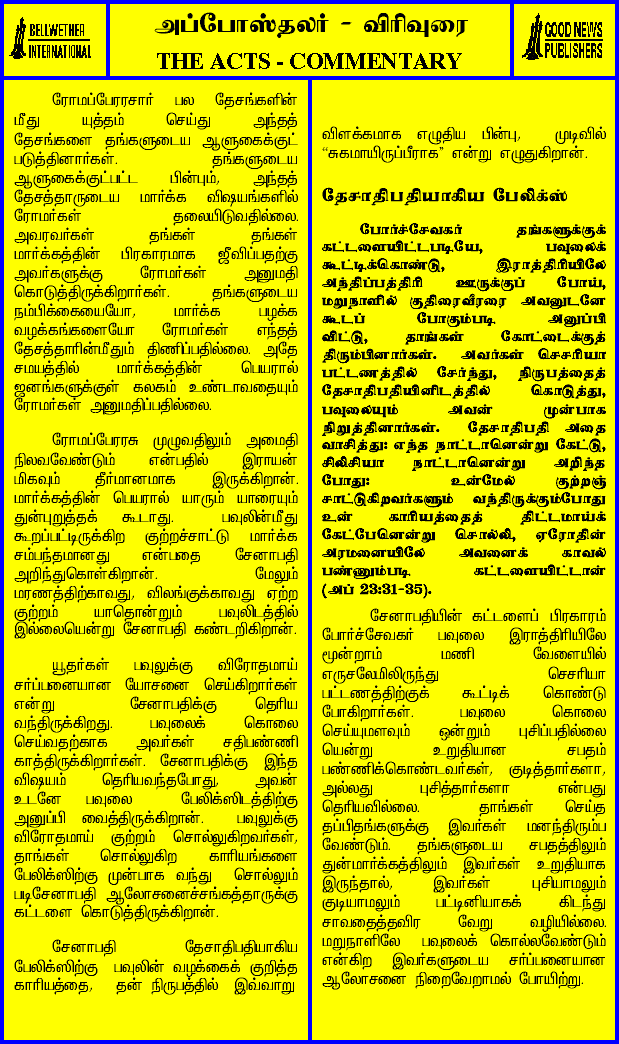 BELLWETHER
INTERNATIONAL
அப்போஸ்தலர் - விரிவுரை
THE ACTS - COMMENTARY
GOOD NEWS
PUBLISHERS
ரோமப்பேரரசார் பல தேசங்களின்
மீது யுத்தம் செய்து அந்தத்
தேசங்களை தங்களுடைய ஆளுகைக்குட்
படுத்தினார்கள். தங்களுடைய
ஆளுகைக்குட்பட்ட பின்பும், அந்தத்
தேசத்தாருடைய மார்க்க விஷயங்களில்
ரோமர்கள் தலையிடுவதில்லை.
அவரவர்கள் தங்கள் தங்கள்
மார்க்கத்தின் பிரகாரமாக ஜீவிப்பதற்கு
அவர்களுக்கு ரோமர்கள் அனுமதி
கொடுத்திருக்கிறார்கள். தங்களுடைய
நம்பிக்கையையோ, மார்க்க பழக்க
வழக்கங்களையோ ரோமர்கள் எந்தத்
தேசத்தாரின்மீதும் திணிப்பதில்லை. அதே
சமயத்தில் மார்க்கத்தின் பெயரால்
ஜனங்களுக்குள் கலகம் உண்டாவதையும்
ரோமர்கள் அனுமதிப்பதில்லை.
ரோமப்பேரரசு முழுவதிலும் அமைதி
நிலவவேண்டும் என்பதில் இராயன்
மிகவும் தீர்மானமாக இருக்கிறான்.
மார்க்கத்தின் பெயரால் யாரும் யாரையும்
துன்புறுத்தக் கூடாது. பவுலின்மீது
கூறப்பட்டிருக்கிற குற்றச்சாட்டு மார்க்க
சம்பந்தமானது என்பதை சேனாபதி
அறிந்துகொள்கிறான். மேலும்
மரணத்திற்காவது, விலங்குக்காவது ஏற்ற
குற்றம் யாதொன்றும் பவுலிடத்தில்
இல்லையென்று சேனாபதி கண்டறிகிறான்.
யூதர்கள் பவுலுக்கு விரோதமாய்
சர்ப்பனையான யோசனை செய்கிறார்கள்
என்று சேனாபதிக்கு தெரிய
வந்திருக்கிறது. பவுலைக் கொலை
செய்வதற்காக அவர்கள் சதிபண்ணி
காத்திருக்கிறார்கள். சேனாபதிக்கு இந்த
விஷயம் தெரியவந்தபோது, அவன்
உடனே பவுலை பேலிக்ஸிடத்திற்கு
அனுப்பி வைத்திருக்கிறான். பவுலுக்கு
விரோதமாய் குற்றம் சொல்லுகிறவர்கள்,
தாங்கள் சொல்லுகிற காரியங்களை
பேலிக்ஸிற்கு முன்பாக வந்து சொல்லும்
படிசேனாபதி ஆலோசனைச்சங்கத்தாருக்கு
கட்டளை கொடுத்திருக்கிறான்.
சேனாபதி தேசாதிபதியாகிய
பேலிக்ஸிற்கு பவுலின் வழக்கைக் குறித்த
காரியத்தை, தன் நிருபத்தில் இவ்வாறு
விளக்கமாக எழுதிய பின்பு, முடிவில்
“சுகமாயிருப்பீராக” என்று எழுதுகிறான்.
தேசாதிபதியாகிய பேலிக்ஸ்
போர்ச்சேவகர் தங்களுக்குக்
கட்டளையிட்டபடியே, பவுலைக்
கூட்டிக்கொண்டு, இராத்திரியிலே
அந்திப்பத்திரி ஊருக்குப் போய்,
மறுநாளில் குதிரைவீரரை அவனுடனே
கூடப் போகும்படி அனுப்பி
விட்டு, தாங்கள் கோட்டைக்குத்
திரும்பினார்கள். அவர்கள் செசரியா
பட்டணத்தில் சேர்ந்து, நிருபத்தைத்
தேசாதிபதியினிடத்தில் கொடுத்து,
பவுலையும் அவன் முன்பாக
நிறுத்தினார்கள். தேசாதிபதி அதை
வாசித்து: எந்த நாட்டானென்று கேட்டு,
சிலிசியா நாட்டானென்று அறிந்த
போது: உன்மேல் குற்றஞ்
சாட்டுகிறவர்களும் வந்திருக்கும்போது
உன் காரியத்தைத் திட்டமாய்க்
கேட்பேனென்று சொல்லி, ஏரோதின்
அரமனையிலே அவனைக் காவல்
பண்ணும்படி கட்டளையிட்டான்
(அப் 23:31-35).
சேனாபதியின் கட்டளைப் பிரகாரம்
போர்ச்சேவகர் பவுலை இராத்திரியிலே
மூன்றாம் மணி வேளையில்
எருசலேமிலிருந்து செசரியா
பட்டணத்திற்குக் கூட்டிக் கொண்டு
போகிறார்கள். பவுலை கொலை
செய்யுமளவும் ஒன்றும் புசிப்பதில்லை
யென்று உறுதியான சபதம்
பண்ணிக்கொண்டவர்கள், குடித்தார்களா,
அல்லது புசித்தார்களா என்பது
தெரியவில்லை. தாங்கள் செய்த
தப்பிதங்களுக்கு இவர்கள் மனந்திரும்ப
வேண்டும். தங்களுடைய சபதத்திலும்
துன்மார்க்கத்திலும் இவர்கள் உறுதியாக
இருந்தால், இவர்கள் புசியாமலும்
குடியாமலும் பட்டினியாகக் கிடந்து
சாவதைத்தவிர வேறு வழியில்லை.
மறுநாளிலே பவுலைக் கொல்லவேண்டும்
என்கிற இவர்களுடைய சர்ப்பனையான
ஆலோசனை நிறைவேறாமல் போயிற்று.